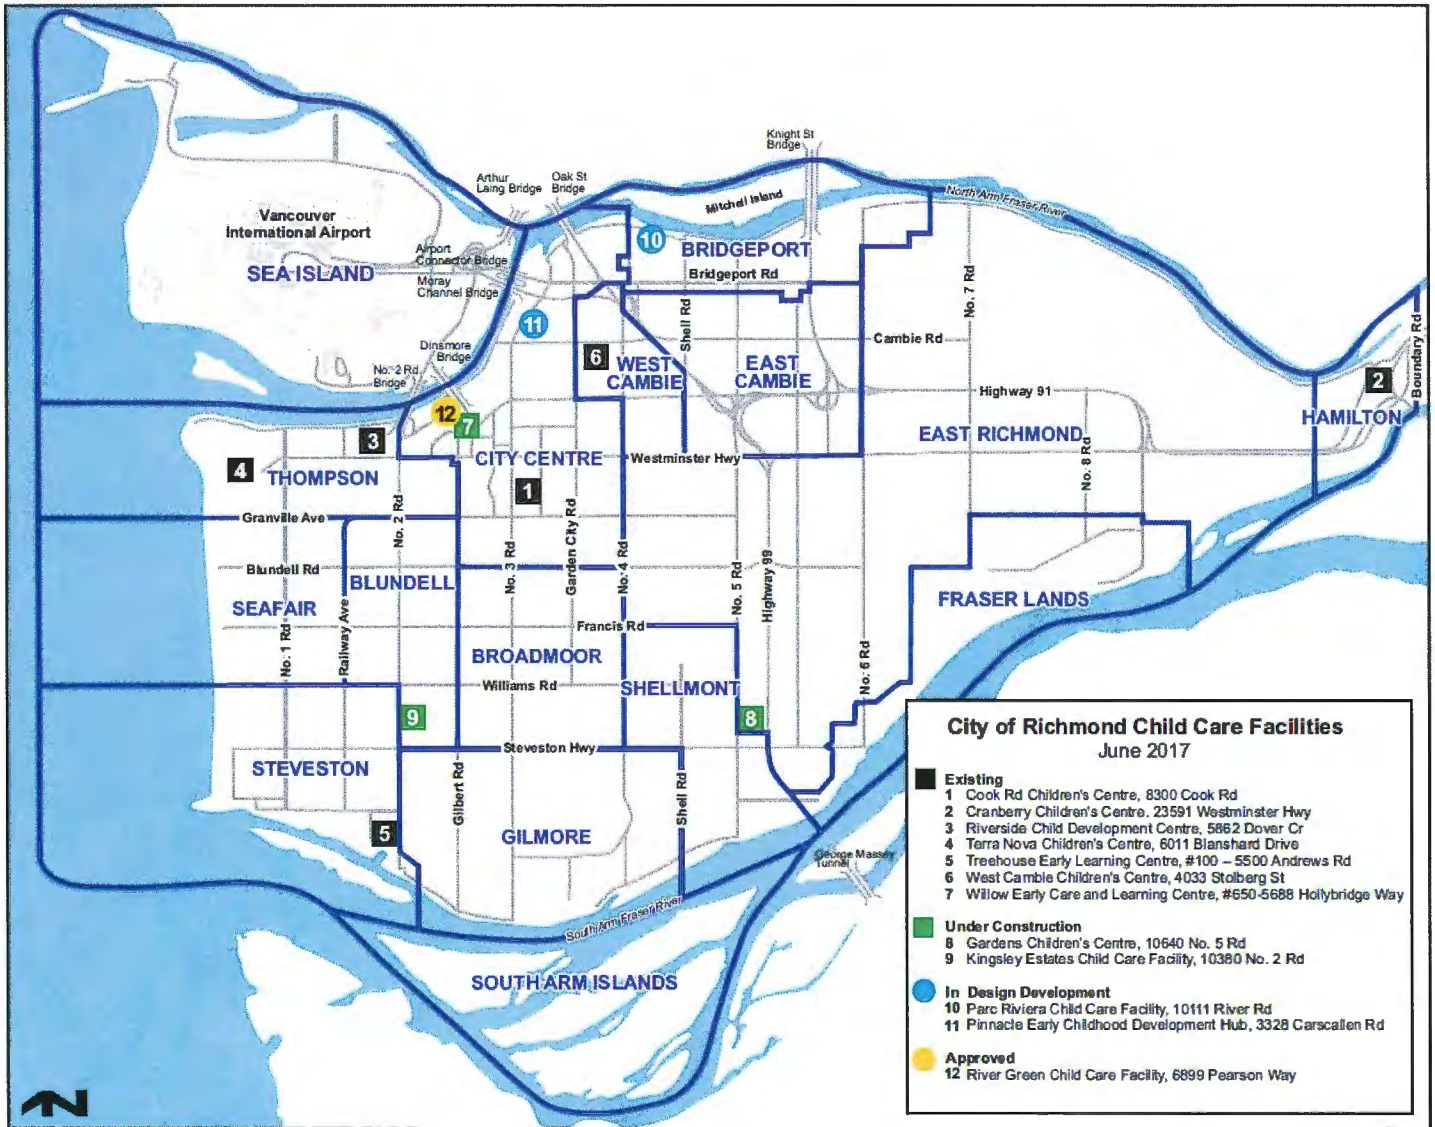 Knight St
Bridge
Arthur
Laing Bridge
Oak St
Bridge
Mitchell Island
North Arm Fraser River
Vancouver
International Airport
SEA ISLAND
Airport
Connector Bridge
Moray
Channel Bridge
10
BRIDGEPORT
Bridgeport Rd
No. 7 Rd
11
Shell Rd
Cambie Rd
Boundary Rd
Dinsmore
Bridge
No. 2 Rd
Bridge
6
WEST
CAMBIE
EAST
CAMBIE
2
Highway 91
HAMILTON
12
7
3
EAST RICHMOND
4
THOMPSON
CITY CENTRE
Westminster Hwy
No. 8 Rd
1
Granville Ave
No. 2 Rd
No. 3 Rd
Garden City Rd
No. 4 Rd
No. 5 Rd
Highway 99
Blundell Rd
BLUNDELL
SEAFAIR
FRASER LANDS
No. 1 Rd
Railway Ave
Francis Rd
BROADMOOR
No. 6 Rd
Williams Rd
SHELLMONT
9
8
Steveston Hwy
STEVESTON
Gilbert Rd
Shell Rd
5
GILMORE
George Massey
Tunnel
South Arm Fraser River
SOUTH ARM ISLANDS
N
City of Richmond Child Care Facilities
June 2017
Existing
1 Cook Rd Children's Centre, 8300 Cook Rd
2 Cranberry Children's Centre. 23591 Westminster Hwy
3 Riverside Child Development Centre, 5862 Dover Cr
4 Terra Nova Children's Centre, 6011 Blanshard Drive
5 Treehouse Early Learning Centre, #100 – 5500 Andrews Rd
6 West Cambie Children's Centre, 4033 Stolberg St
7 Willow Early Care and Learning Centre, #650-5688 Hollybridge Way
Under Construction
8 Gardens Children's Centre, 10640 No. 5 Rd
9 Kingsley Estates Child Care Facility, 10380 No. 2 Rd
In Design Development
10 Parc Riviera Child Care Facility, 10111 River Rd
11 Pinnacle Early Childhood Development Hub, 3328 Carscallen Rd
Approved
12 River Green Child Care Facility, 6899 Pearson Way